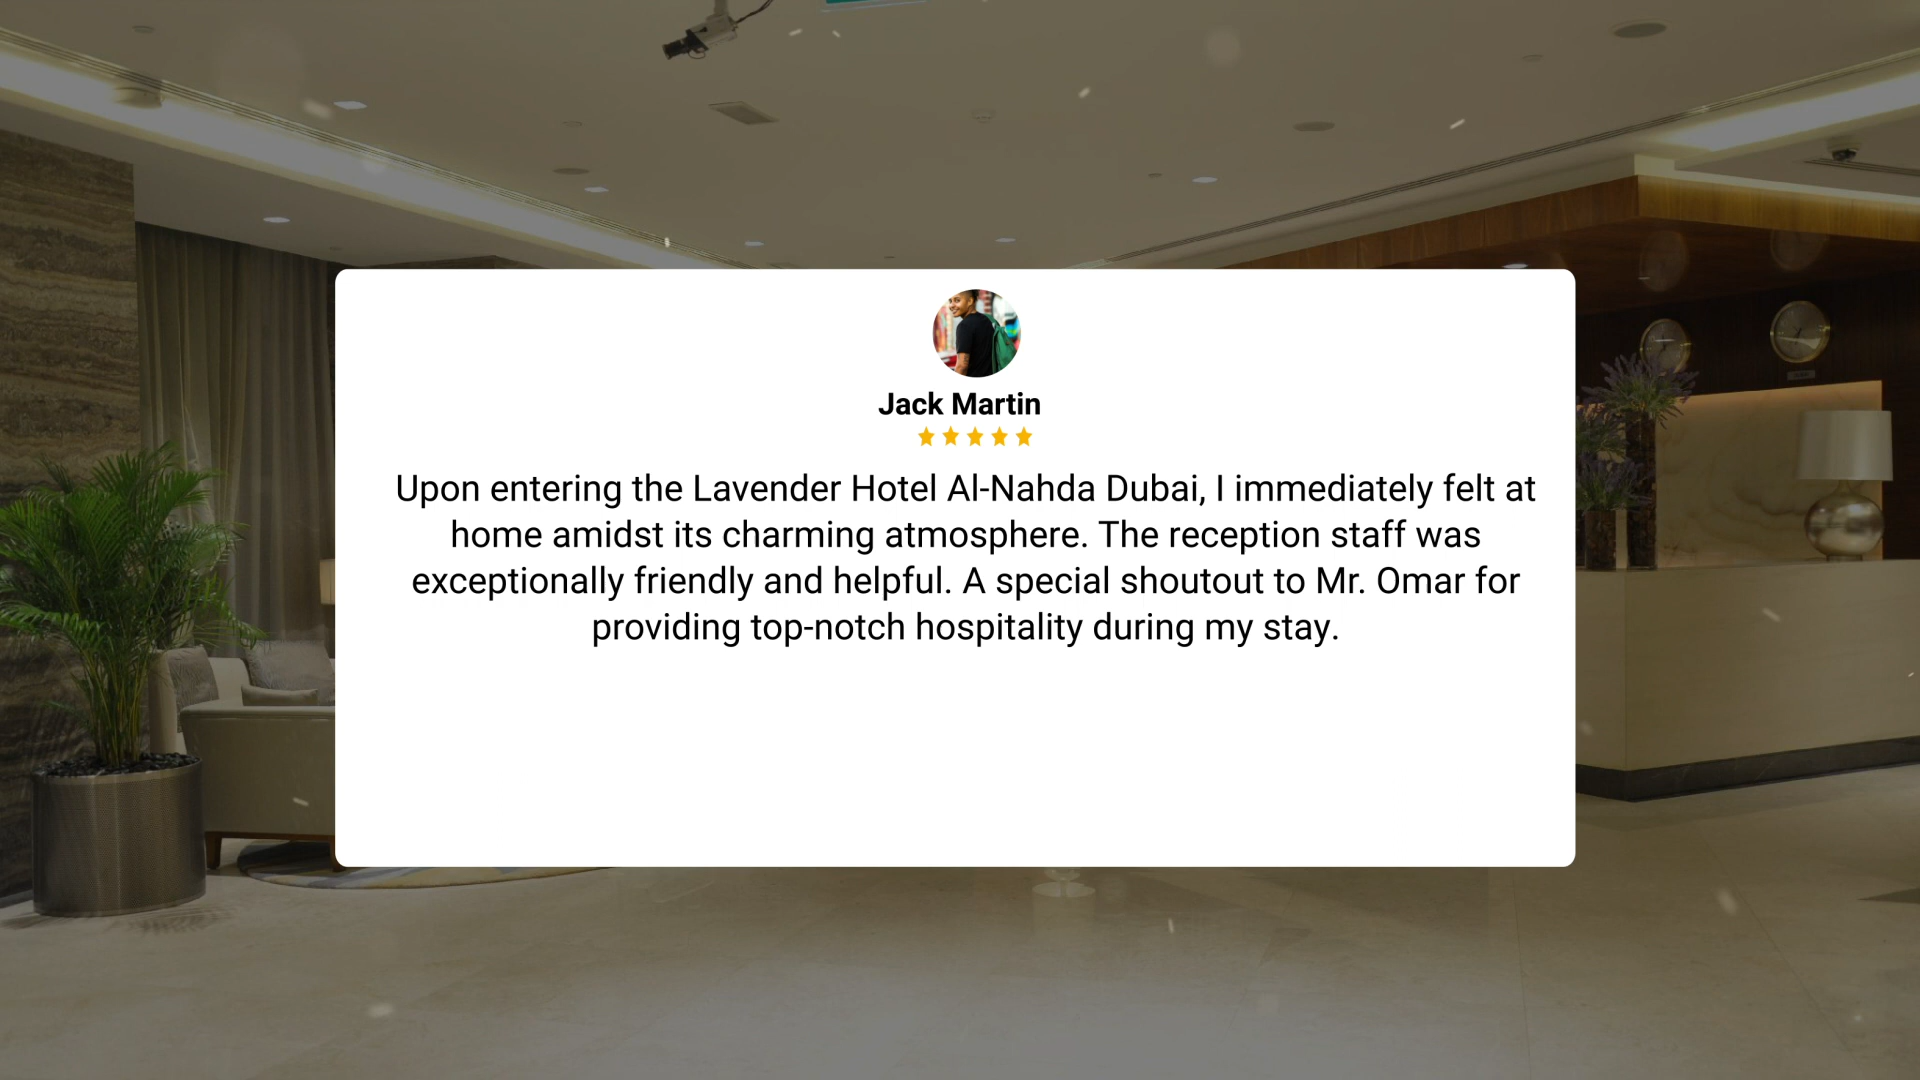 Jack Martin
Upon entering the Lavender Hotel Al-Nahda Dubai, I immediately felt at
home amidst its charming atmosphere. The reception staff was
exceptionally friendly and helpful. A special shoutout to Mr. Omar for
providing top-notch hospitality during my stay.